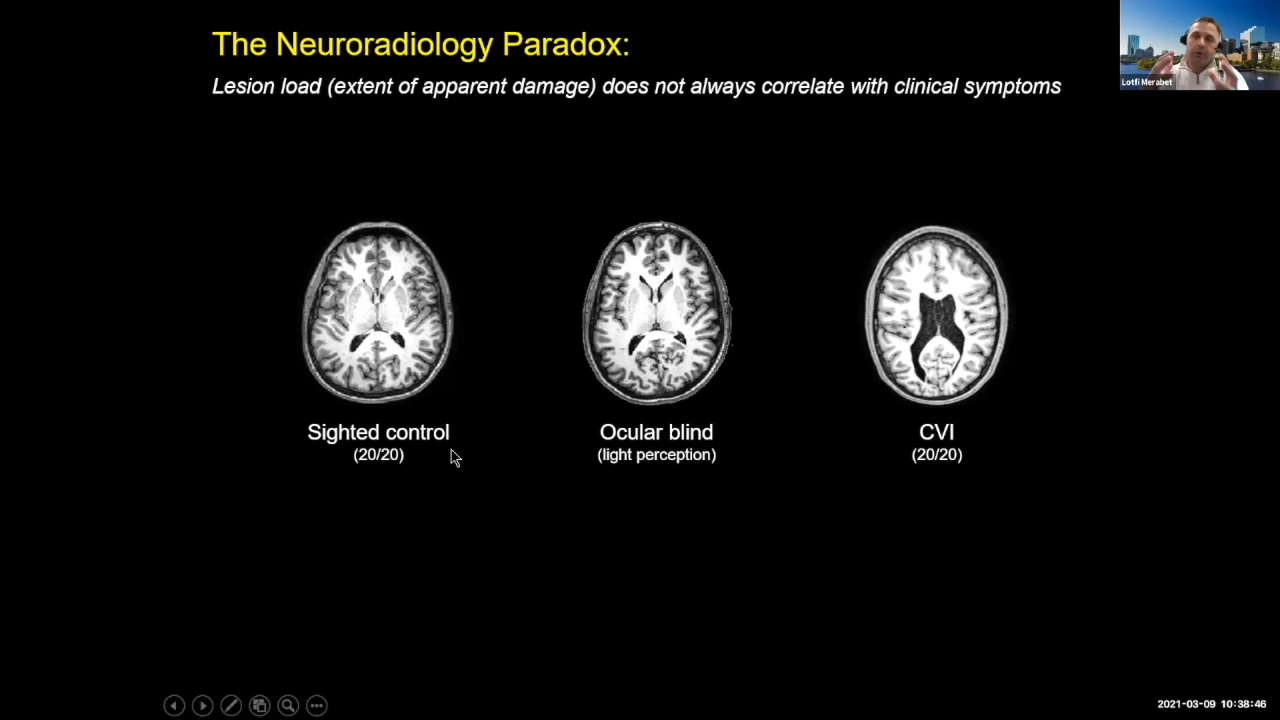 The Neuroradiology Paradox:
Lesion load (extent of apparent damage) does not always correlate with clinical symptoms
Lotfi Merabet
Sighted control
(20/20)
Ocular blind
(light perception)
CVI
(20/20)
2021-03-09 10:38:46